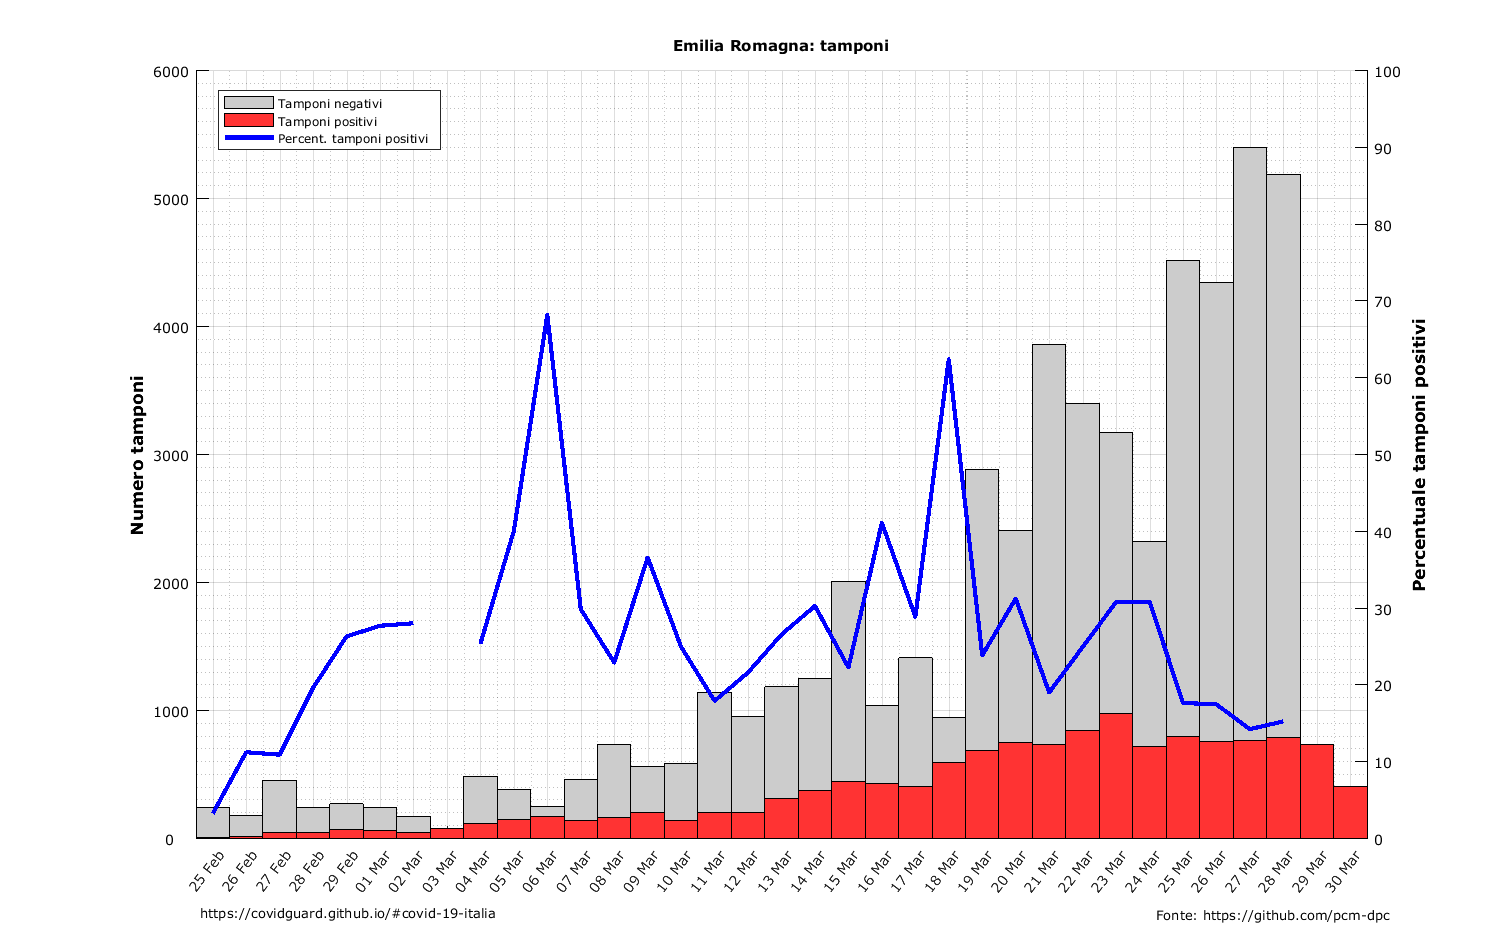 Emilia Romagna: tamponi
6000
5000
4000
3000
2000
1000
0
100
90
80
70
60
50
40
30
20
10
0
Tamponi negativi
Tamponi positivi
Percent. tamponi positivi
Numero tamponi
Percentuale tamponi positivi
25 Feb
26 Feb
27 Feb
28 Feb
29 Feb
01 Mar
02 Mar
03 Mar
04 Mar
05 Mar
06 Mar
07 Mar
08 Mar
09 Mar
10 Mar
11 Mar
12 Mar
13 Mar
14 Mar
15 Mar
16 Mar
17 Mar
18 Mar
19 Mar
20 Mar
21 Mar
22 Mar
23 Mar
24 Mar
25 Mar
26 Mar
27 Mar
28 Mar
29 Mar
30 Mar
https://covidguard.github.io/#covid-19-italia
Fonte: https://github.com/pcm-dpc